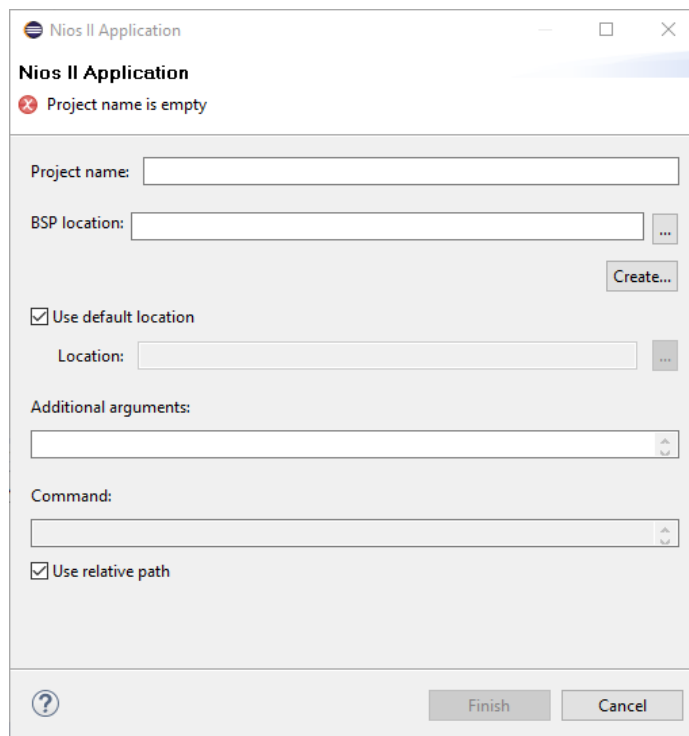 Nios II Application
Nios II Application
Project name is empty
Project name:
BSP location:
...
Create...
Use default location
Location:
...
Additional arguments:
Command:
Use relative path
?
Finish Cancel